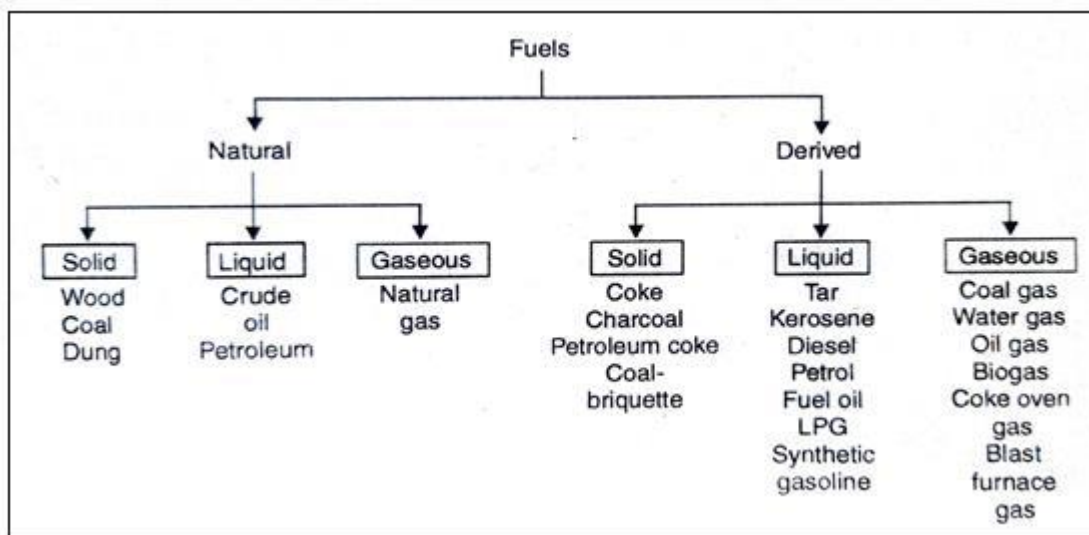 Fuels
Natural
Derived
Solid
Wood
Coal
Dung
Liquid
Crude
oil
Petroleum
Gaseous
Natural
gas
Solid
Coke
Charcoal
Petroleum coke
Coal-
briquette
Liquid
Tar
Kerosene
Diesel
Petrol
Fuel oil
LPG
Synthetic
gasoline
Gaseous
Coal gas
Water gas
Oil gas
Biogas
Coke oven
gas
Blast
furnace
gas